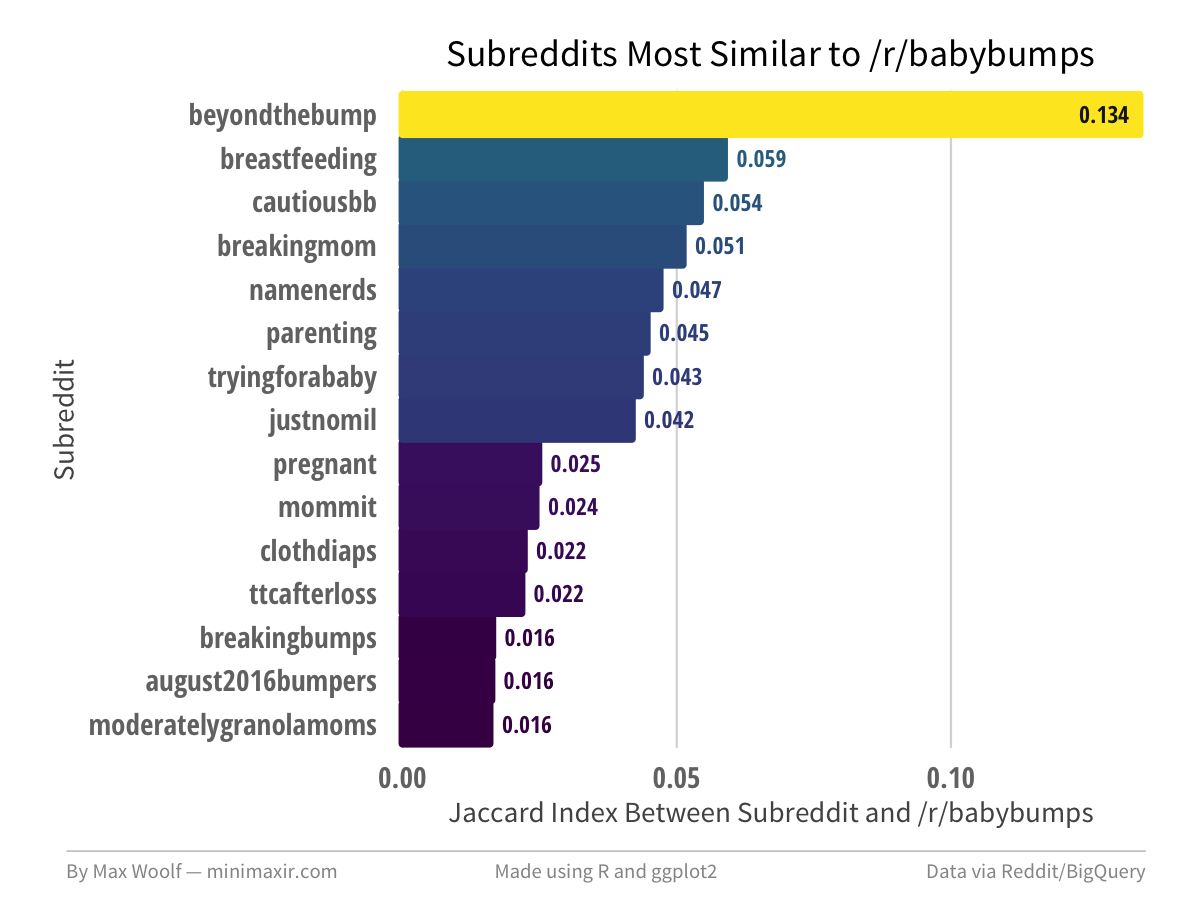 Subreddits Most Similar to /r/babybumps
beyondthebump 0.134
breastfeeding 0.059
cautiousbb 0.054
breakingmom 0.051
namenerds 0.047
parenting 0.045
tryingforababy 0.043
justnomil 0.042
pregnant 0.025
mommit 0.024
clothdiaps 0.022
ttcafterloss 0.022
breakingbumps 0.016
august2016bumpers 0.016
moderatelygranolamoms 0.016
Subreddit
0.00 0.05 0.10
Jaccard Index Between Subreddit and /r/babybumps
By Max Woolf — minimaxir.com Made using R and ggplot2 Data via Reddit/BigQuery